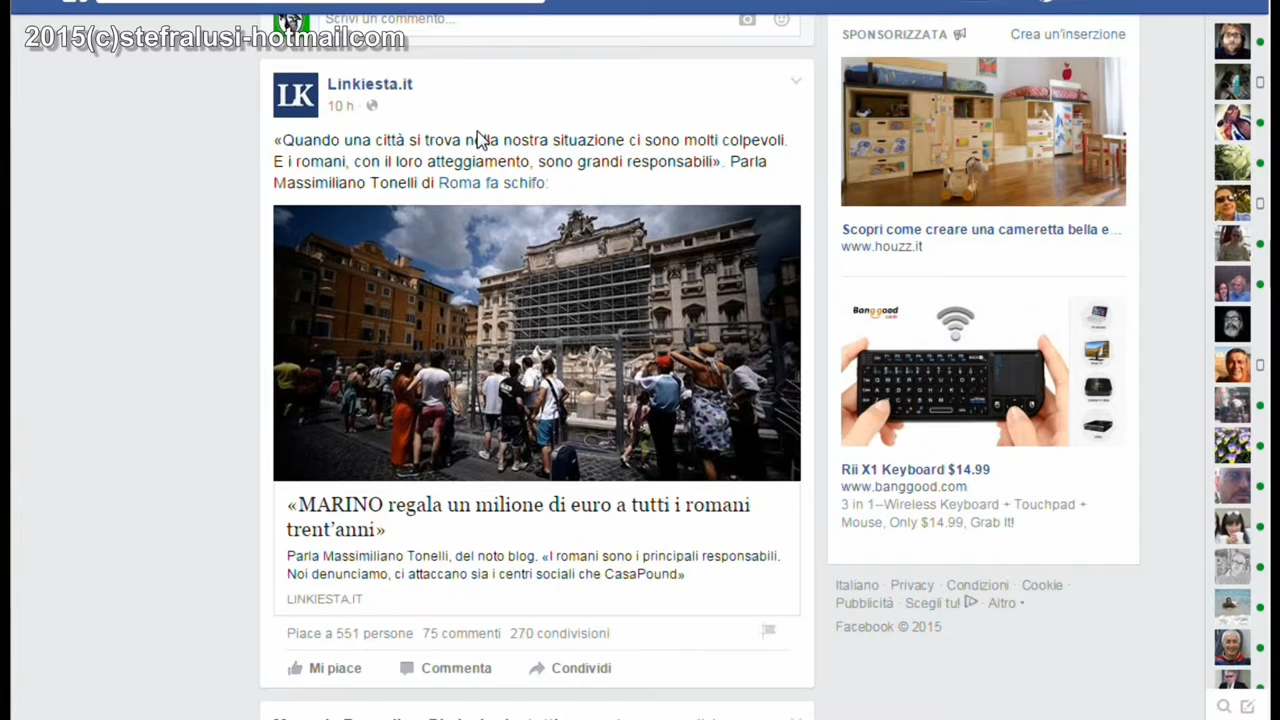 Scrivi un commento...
2015(c)stefralusi-hotmail.com
SPONSORIZZATA
Crea un'inserzione
LK
Linkiesta.it
10 h
«Quando una città si trova nella nostra situazione ci sono molti colpevoli.
E i romani, con il loro atteggiamento, sono grandi responsabili». Parla
Massimiliano Tonelli di Roma fa schifo:
«MARINO regala un milione di euro a tutti i romani
trent'anni»
Parla Massimiliano Tonelli, del noto blog. «I romani sono i principali responsabili.
Noi denunciamo, ci attaccano sia i centri sociali che CasaPound»
LINKIESTA.IT
Piace a 551 persone 75 commenti 270 condivisioni
Mi piace Commenta Condividi
Scopri come creare una cameretta bella e...
www.houzz.it
Banggood
.com
Rii X1 Keyboard $14.99
www.banggood.com
3 in 1--Wireless Keyboard + Touchpad +
Mouse, Only $14.99, Grab It!
Italiano · Privacy · Condizioni · Cookie ·
Pubblicità · Scegli tu! · Altro
Facebook © 2015